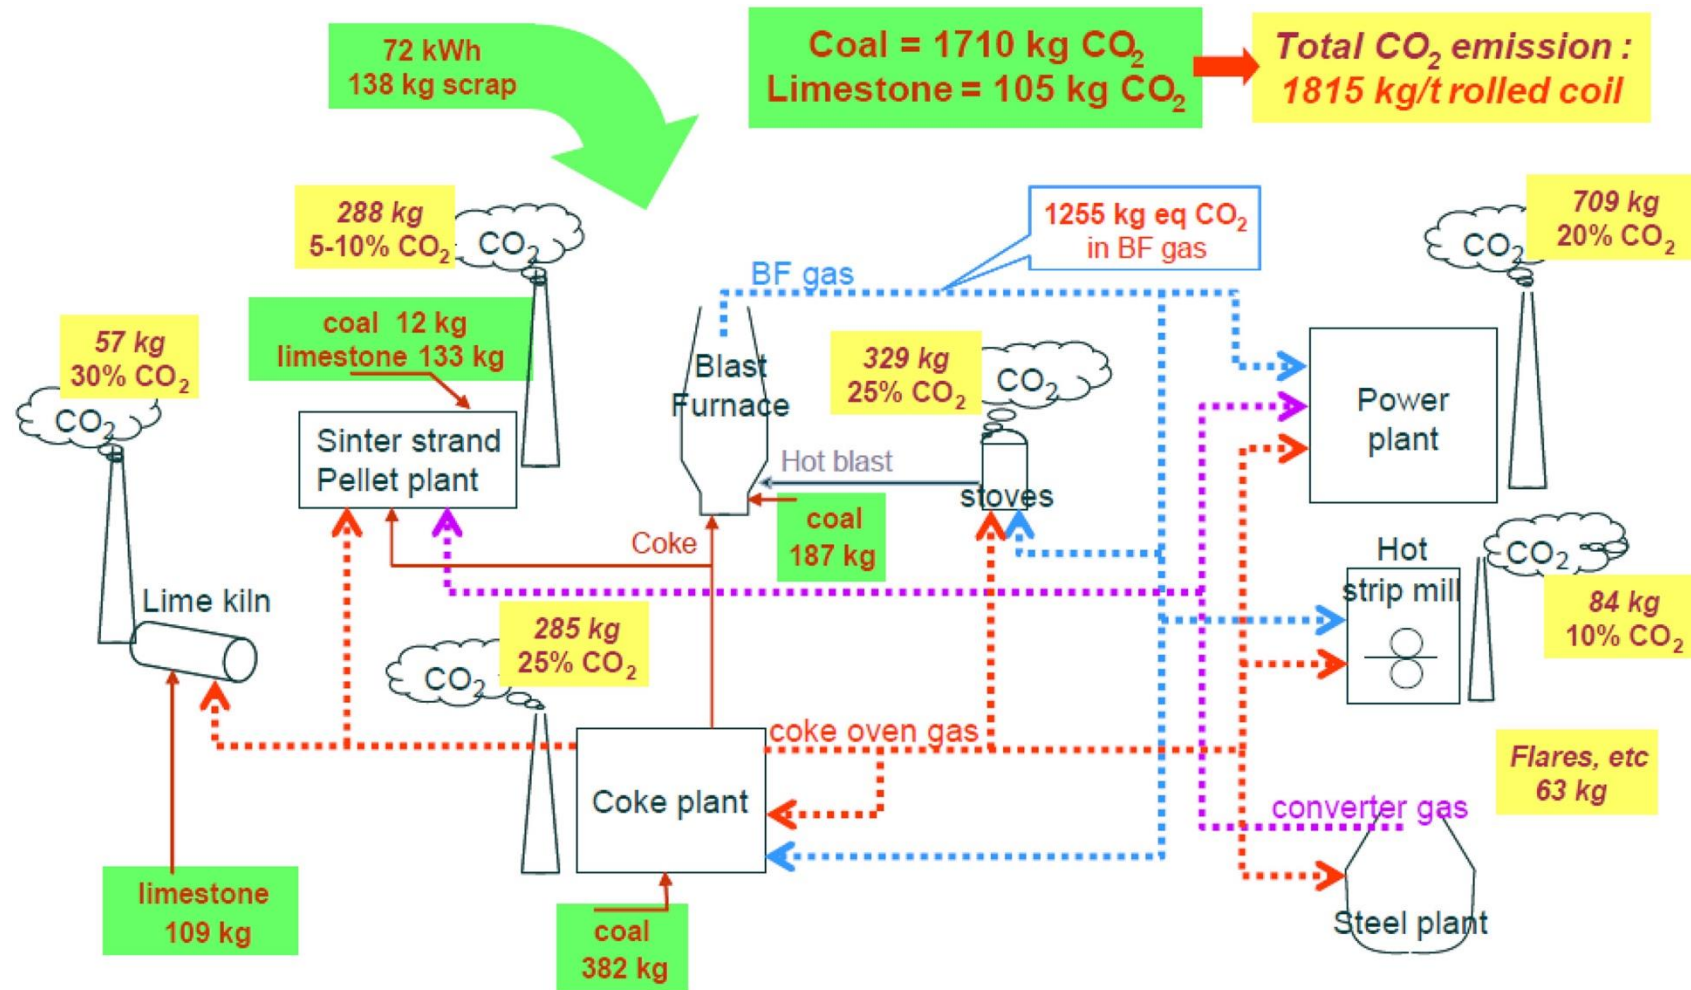 72 kWh
138 kg scrap
Coal = 1710 kg CO₂
Limestone = 105 kg CO₂
Total CO₂ emission :
1815 kg/t rolled coil
288 kg
5-10% CO₂
CO₂
1255 kg eq CO₂
in BF gas
709 kg
20% CO₂
CO₂
BF gas
coal 12 kg
limestone 133 kg
57 kg
30% CO₂
CO₂
Blast
Furnace
329 kg
25% CO₂
CO₂
Power
plant
Sinter strand
Pellet plant
Hot blast
stoves
coal
187 kg
Coke
Hot
strip mill
CO₂
84 kg
10% CO₂
Lime kiln
285 kg
25% CO₂
CO₂
coke oven gas
Flares, etc
63 kg
Coke plant
converter gas
limestone
109 kg
coal
382 kg
Steel plant